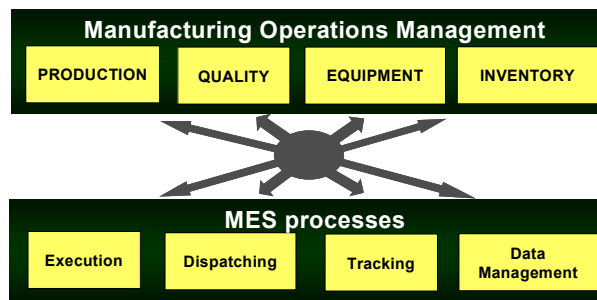 Manufacturing Operations Management
PRODUCTION QUALITY EQUIPMENT INVENTORY
MES processes
Execution Dispatching Tracking Data
Management